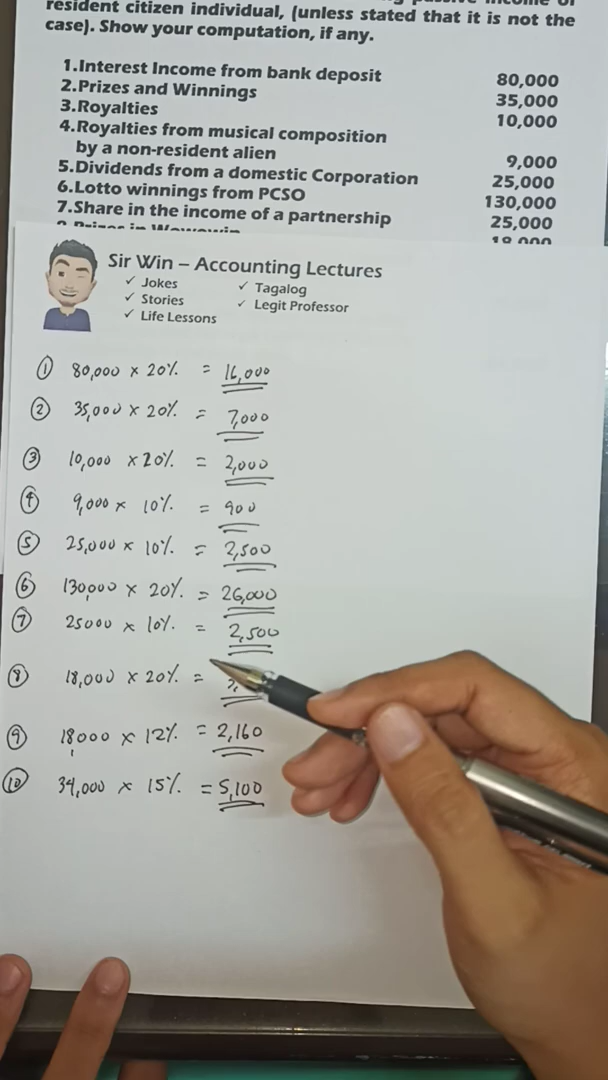 resident citizen individual, (unless stated that it is not the
case). Show your computation, if any.
1.Interest Income from bank deposit 80,000
2.Prizes and Winnings 35,000
3.Royalties 10,000
4.Royalties from musical composition
by a non-resident alien 9,000
5.Dividends from a domestic Corporation 25,000
6.Lotto winnings from PCSO 130,000
7.Share in the income of a partnership 25,000
Sir Win – Accounting Lectures
✓ Jokes ✓ Tagalog
✓ Stories ✓ Legit Professor
✓ Life Lessons
① 80,000 × 20% = 16,000
② 35,000 × 20% = 7,000
③ 10,000 × 20% = 2,000
④ 9,000 × 10% = 900
⑤ 25,000 × 10% = 2,500
⑥ 130,000 × 20% = 26,000
⑦ 25000 × 10% = 2,500
⑧ 18,000 × 20% =
⑨ 18,000 × 12% = 2,160
⑩ 34,000 × 15% = 5,100